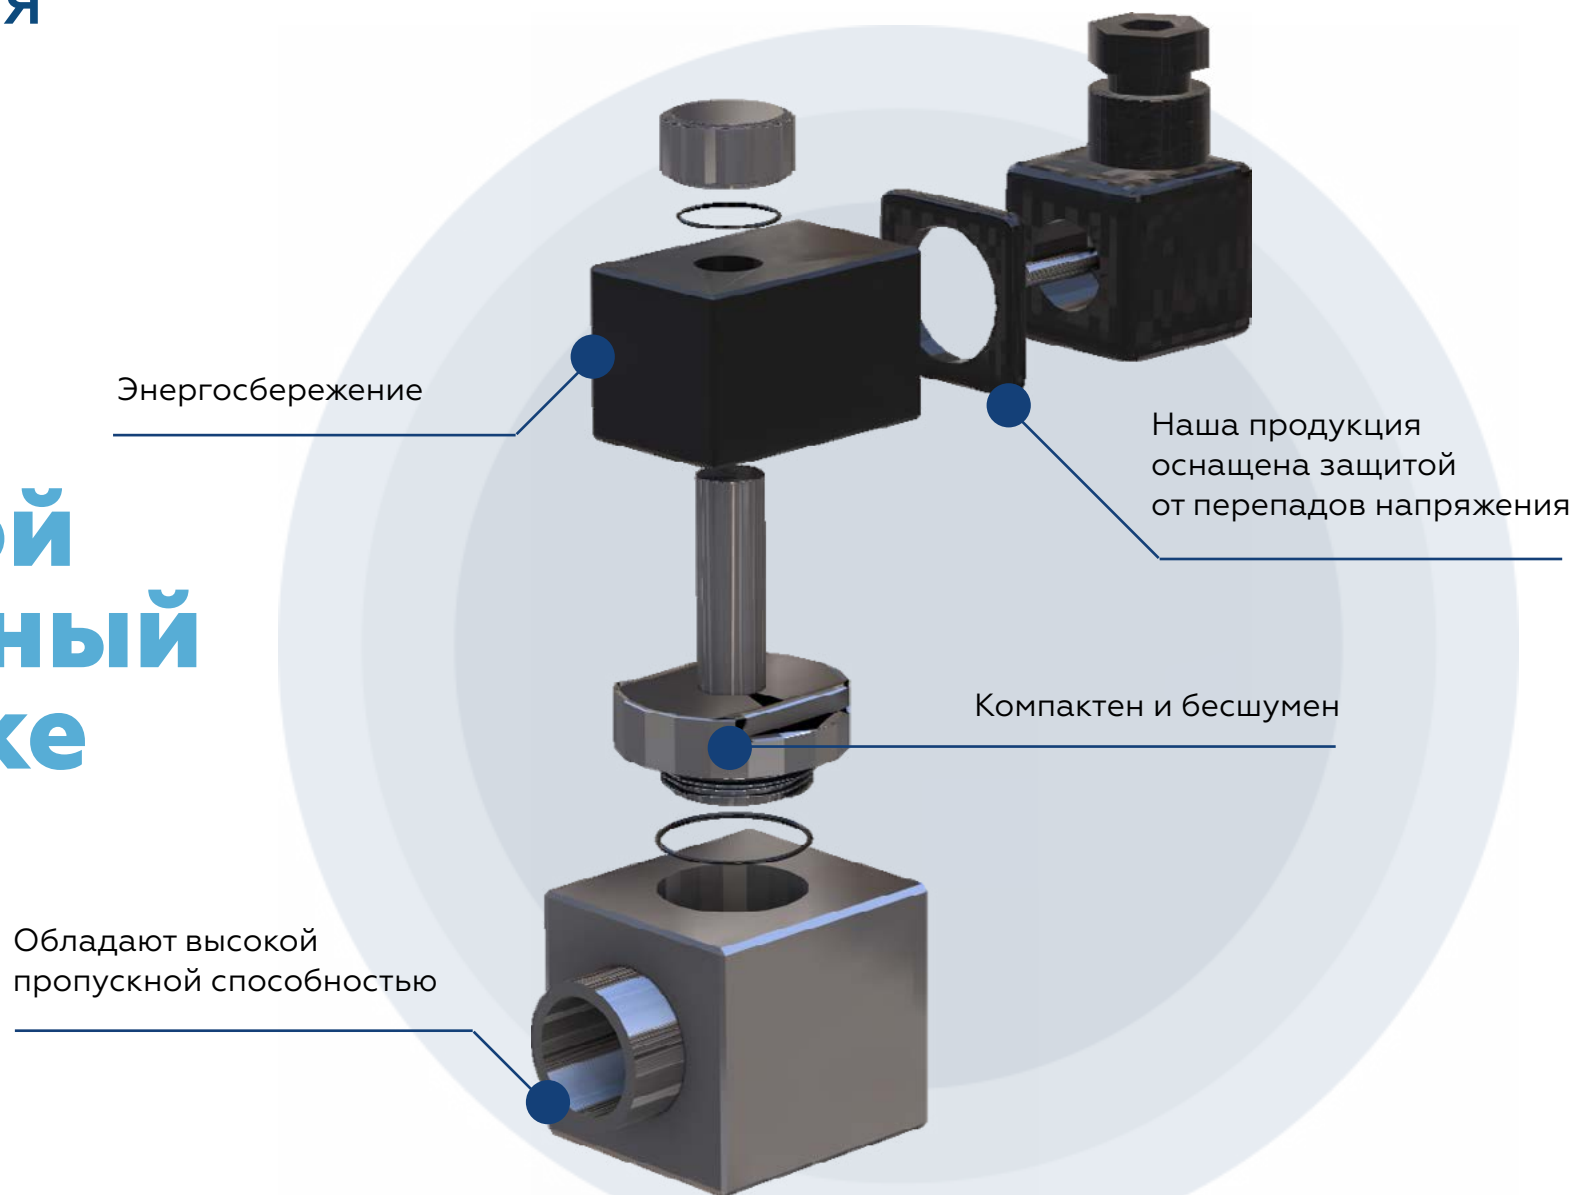 я
Энергосбережение
Наша продукция
оснащена защитой
от перепадов напряжения
ой
ный
ке
Компактен и бесшумен
Обладают высокой
пропускной способностью